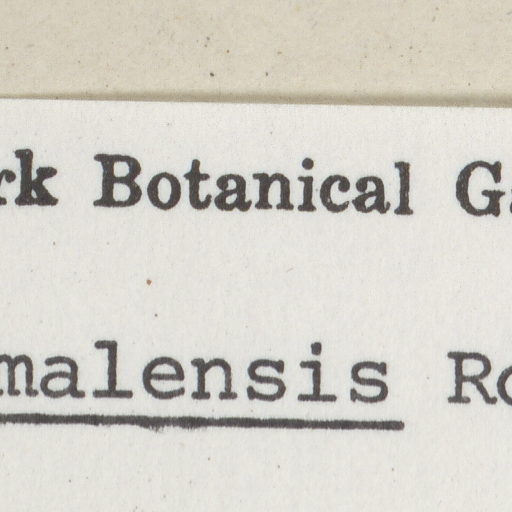 rk Botanical Ga
malensis Ro